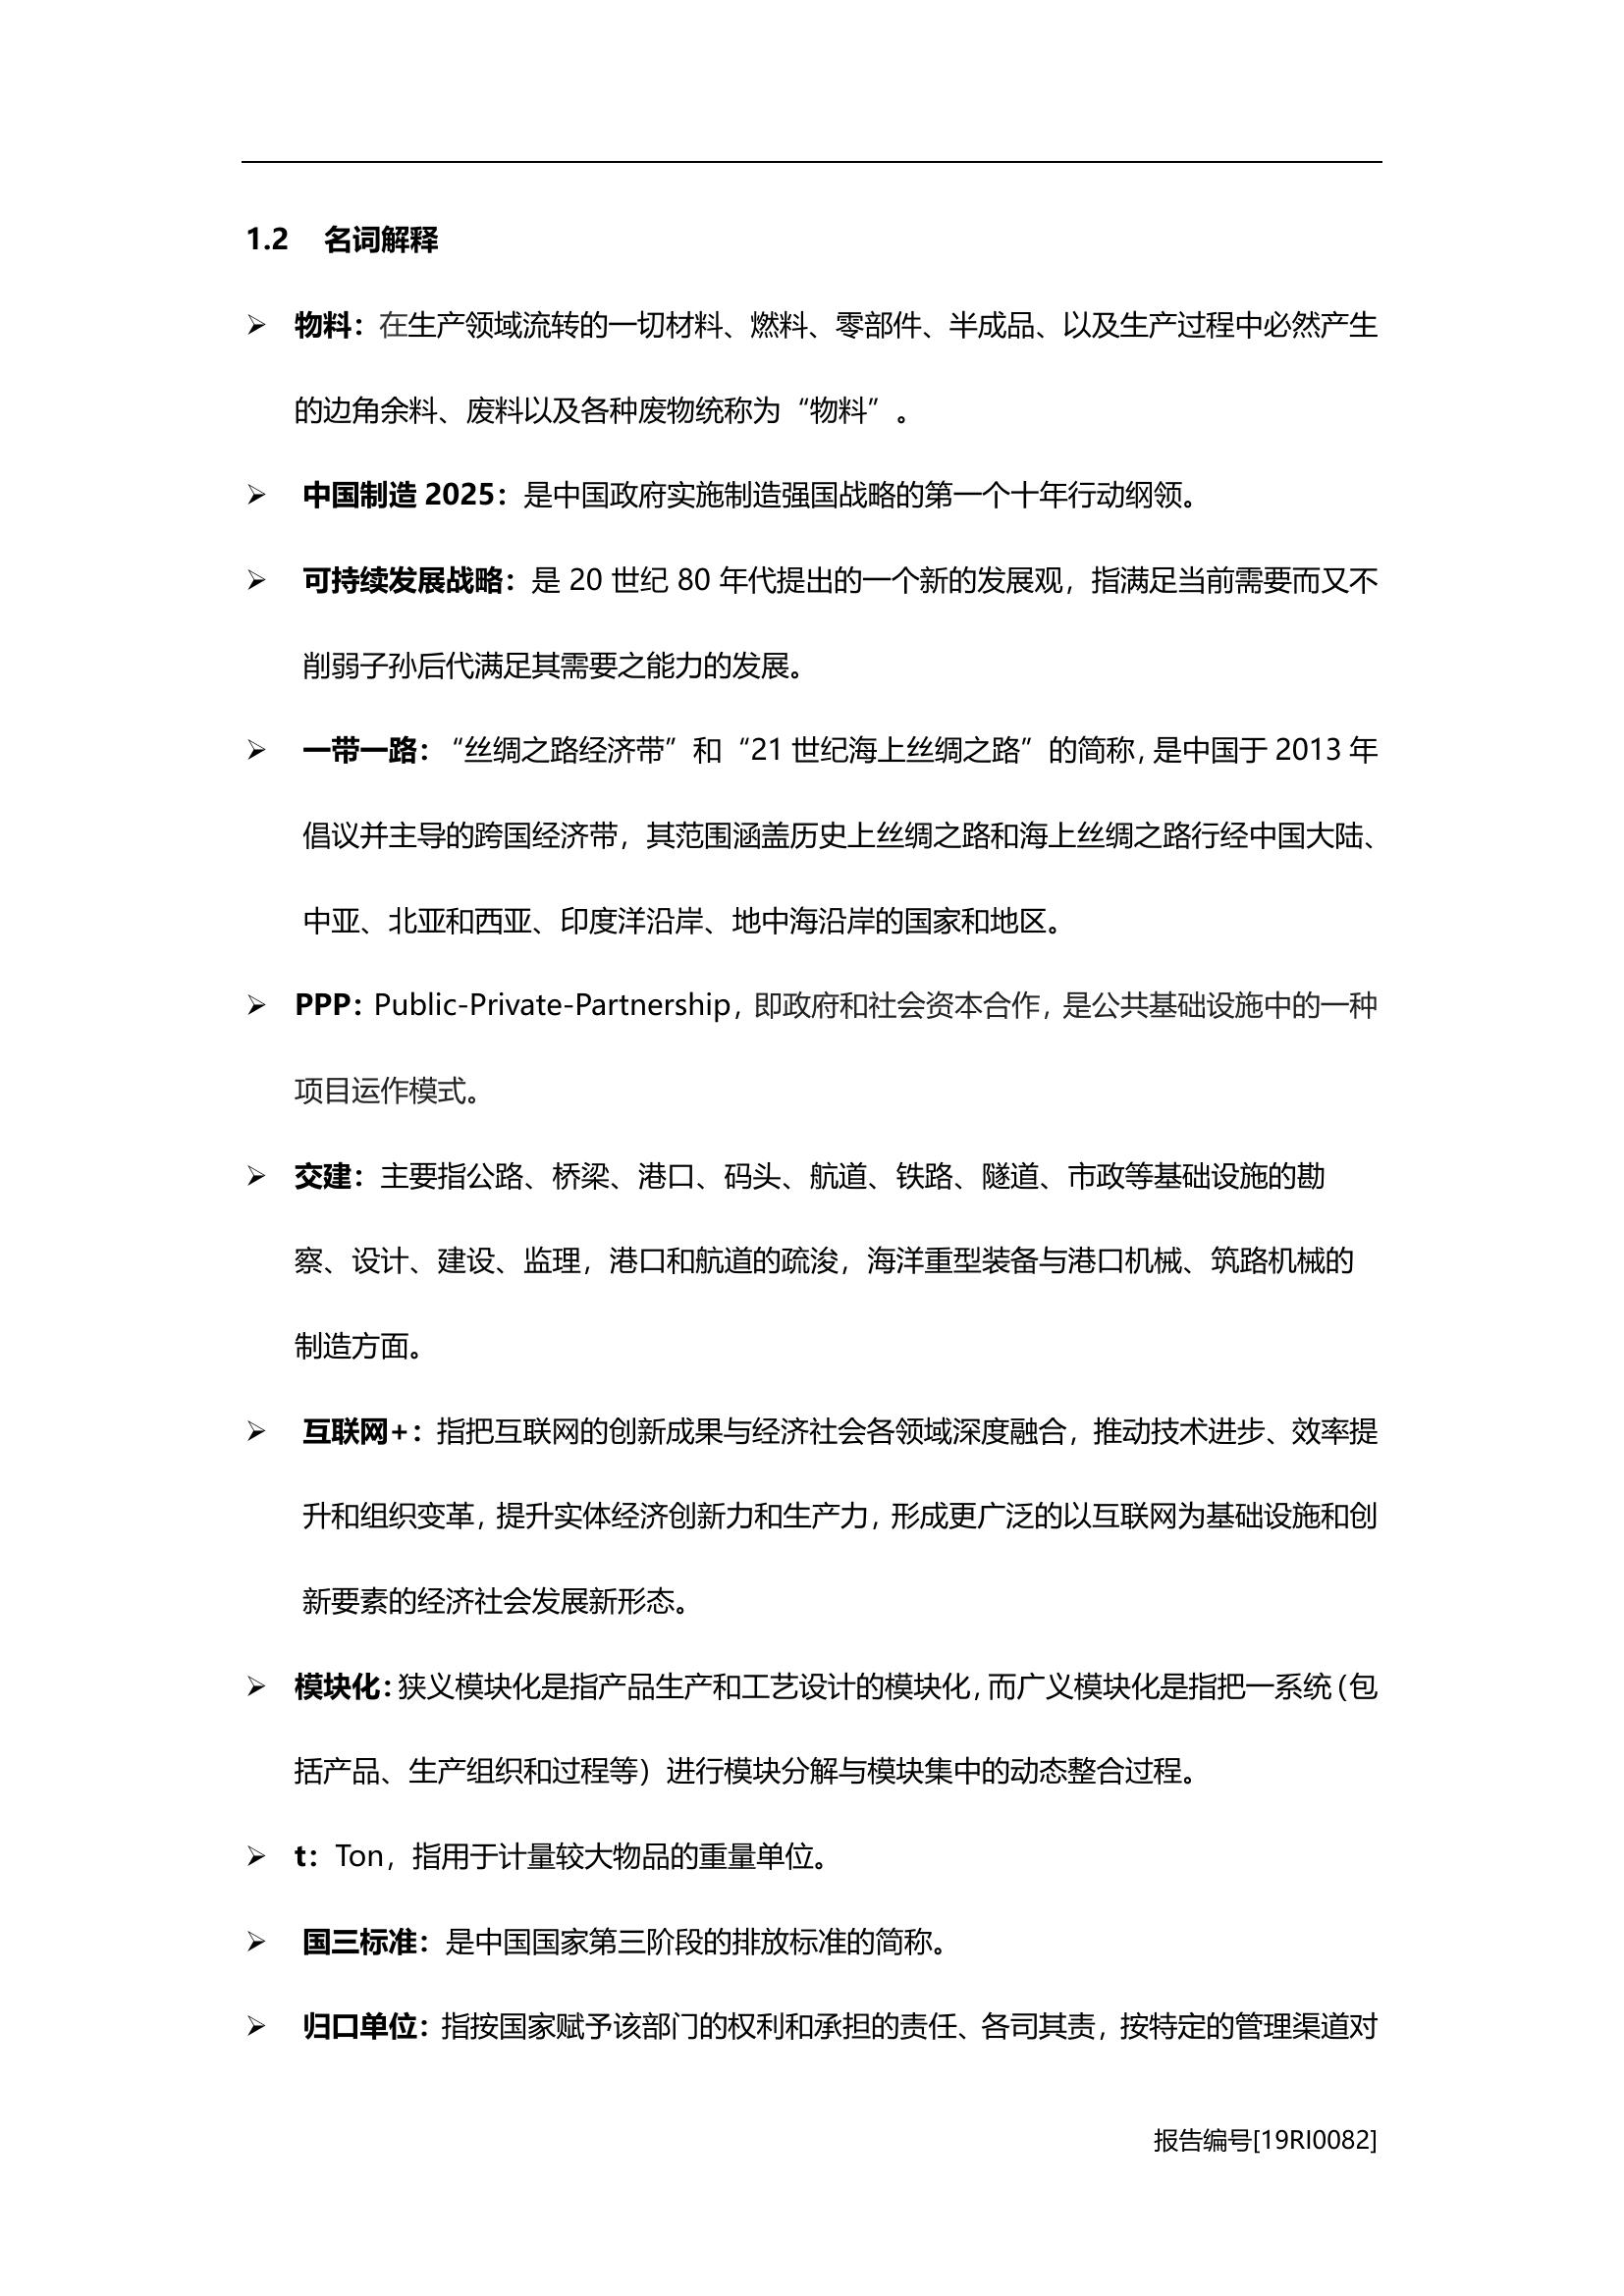 1.2 名词解释
➢ 物料：在生产领域流转的一切材料、燃料、零部件、半成品、以及生产过程中必然产生
的边角余料、废料以及各种废物统称为“物料”。
➢ 中国制造 2025：是中国政府实施制造强国战略的第一个十年行动纲领。
➢ 可持续发展战略：是 20 世纪 80 年代提出的一个新的发展观，指满足当前需要而又不
削弱子孙后代满足其需要之能力的发展。
➢ 一带一路：“丝绸之路经济带”和“21 世纪海上丝绸之路”的简称，是中国于 2013 年
倡议并主导的跨国经济带，其范围涵盖历史上丝绸之路和海上丝绸之路行经中国大陆、
中亚、北亚和西亚、印度洋沿岸、地中海沿岸的国家和地区。
➢ PPP：Public-Private-Partnership，即政府和社会资本合作，是公共基础设施中的一种
项目运作模式。
➢ 交建：主要指公路、桥梁、港口、码头、航道、铁路、隧道、市政等基础设施的勘
察、设计、建设、监理，港口和航道的疏浚，海洋重型装备与港口机械、筑路机械的
制造方面。
➢ 互联网+：指把互联网的创新成果与经济社会各领域深度融合，推动技术进步、效率提
升和组织变革，提升实体经济创新力和生产力，形成更广泛的以互联网为基础设施和创
新要素的经济社会发展新形态。
➢ 模块化：狭义模块化是指产品生产和工艺设计的模块化，而广义模块化是指把一系统（包
括产品、生产组织和过程等）进行模块分解与模块集中的动态整合过程。
➢ t：Ton，指用于计量较大物品的重量单位。
➢ 国三标准：是中国国家第三阶段的排放标准的简称。
➢ 归口单位：指按国家赋予该部门的权利和承担的责任、各司其责，按特定的管理渠道对
报告编号[19RI0082]